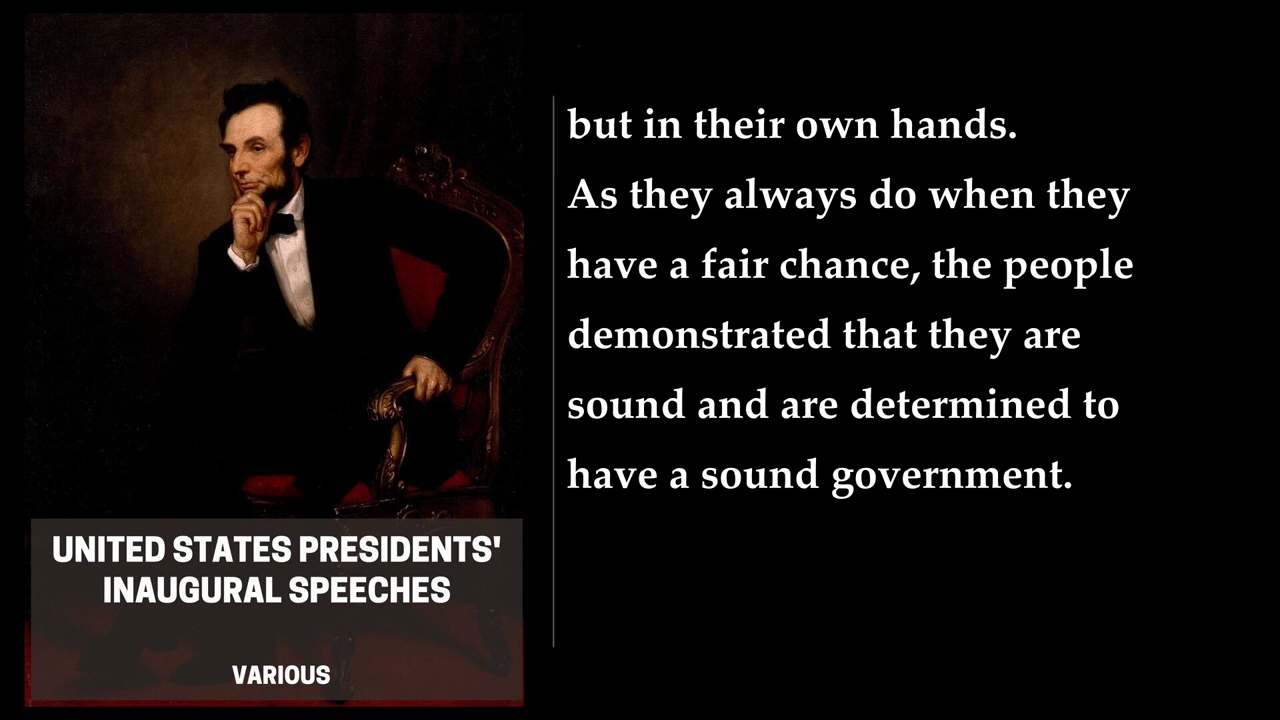 but in their own hands.
As they always do when they
have a fair chance, the people
demonstrated that they are
sound and are determined to
have a sound government.
UNITED STATES PRESIDENTS'
INAUGURAL SPEECHES
VARIOUS